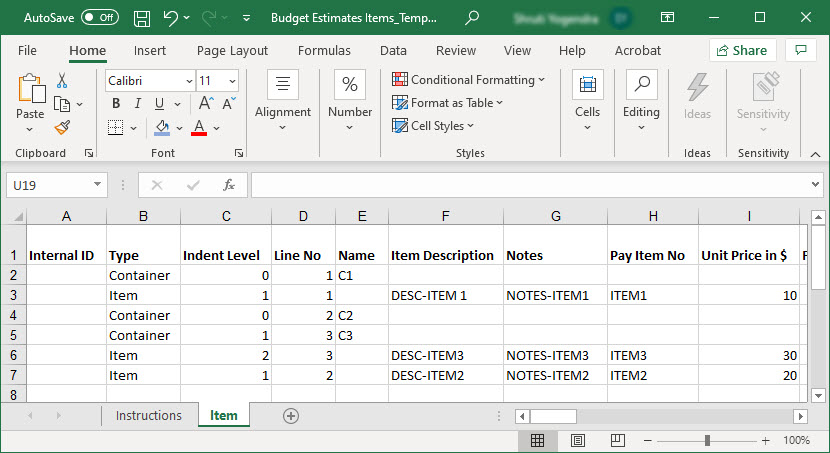 AutoSave Off Budget Estimates Items_Temp...
File Home Insert Page Layout Formulas Data Review View Help Acrobat Share
Paste Calibri 11 Alignment % Number Conditional Formatting Cells Editing Ideas Sensitivity
B I U A A Format as Table
A Cell Styles
Clipboard Font Styles Ideas Sensitivity
U19 fx
A B C D E F G H I
1 Internal ID Type Indent Level Line No Name Item Description Notes Pay Item No Unit Price in $ F
2 Container 0 1 C1
3 Item 1 1 DESC-ITEM 1 NOTES-ITEM1 ITEM1 10
4 Container 0 2 C2
5 Container 1 3 C3
6 Item 2 3 DESC-ITEM3 NOTES-ITEM3 ITEM3 30
7 Item 1 2 DESC-ITEM2 NOTES-ITEM2 ITEM2 20
8
Instructions Item
100%